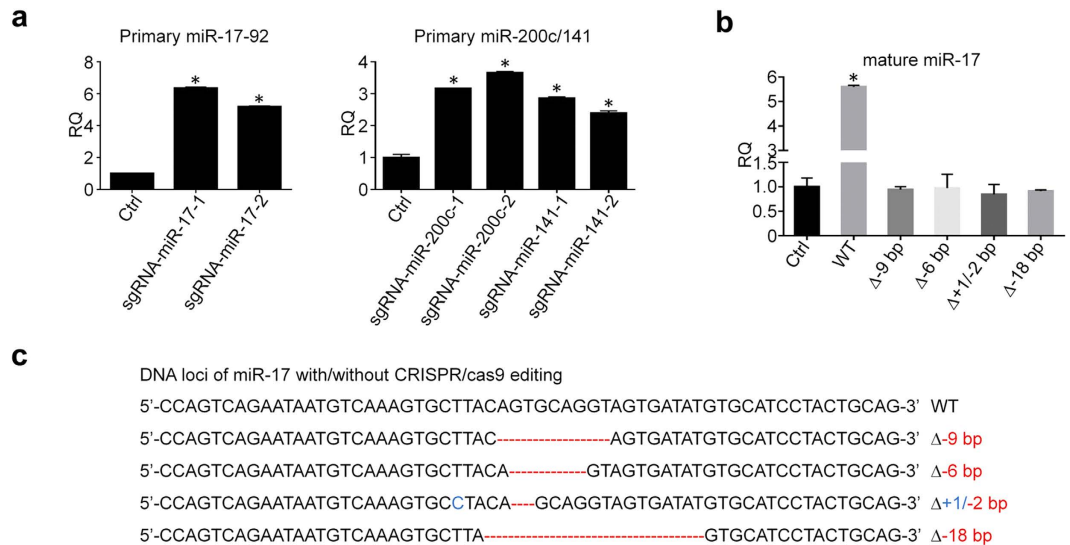 a
Primary miR-17-92
RQ
8
6
4
2
0
*
*
Ctrl
sgRNA-miR-17-1
sgRNA-miR-17-2
Primary miR-200c/141
RQ
4
3
2
1
0
*
*
*
*
Ctrl
sgRNA-miR-200c-1
sgRNA-miR-200c-2
sgRNA-miR-141-1
sgRNA-miR-141-2
b
mature miR-17
RQ
6
5
4
3
1.5
1.0
0.5
0.0
*
Ctrl
WT
Δ-9 bp
Δ-6 bp
Δ+1/-2 bp
Δ-18 bp
c
DNA loci of miR-17 with/without CRISPR/cas9 editing
5’-CCAGTCAGAATAATGTCAAAGTGCTTACAGTGCAGGTAGTGATATGTGCATCCTACTGCAG-3’ WT
5’-CCAGTCAGAATAATGTCAAAGTGCTTAC-------------------AGTGATATGTGCATCCTACTGCAG-3’ Δ-9 bp
5’-CCAGTCAGAATAATGTCAAAGTGCTTACA-------------GTAGTGATATGTGCATCCTACTGCAG-3’ Δ-6 bp
5’-CCAGTCAGAATAATGTCAAAGTGCCTACA----GCAGGTAGTGATATGTGCATCCTACTGCAG-3’ Δ+1/-2 bp
5’-CCAGTCAGAATAATGTCAAAGTGCTTA-------------------------------------GTGCATCCTACTGCAG-3’ Δ-18 bp